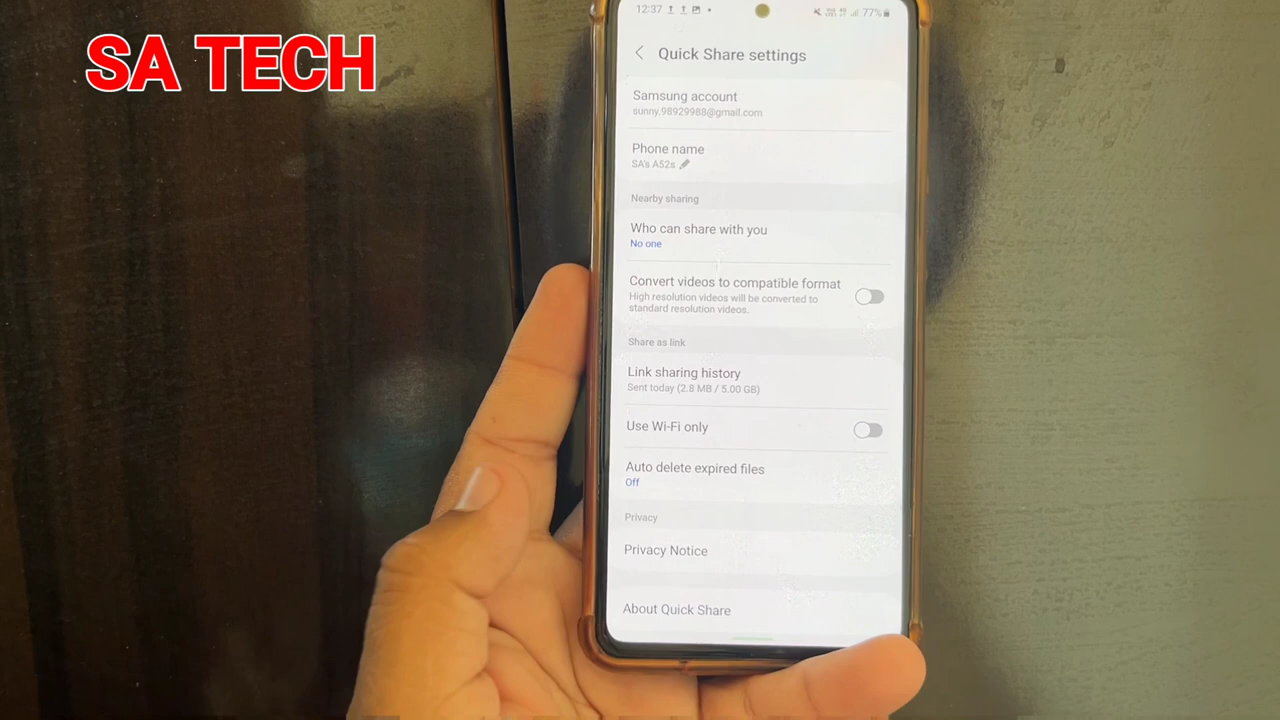 SA TECH
12:37 77%
Quick Share settings
Samsung account
sunny.98929988@gmail.com
Phone name
SA's A52s
Nearby sharing
Who can share with you
No one
Convert videos to compatible format
High resolution videos will be converted to
standard resolution videos.
Share as link
Link sharing history
Sent today (2.8 MB / 5.00 GB)
Use Wi-Fi only
Auto delete expired files
Off
Privacy
Privacy Notice
About Quick Share